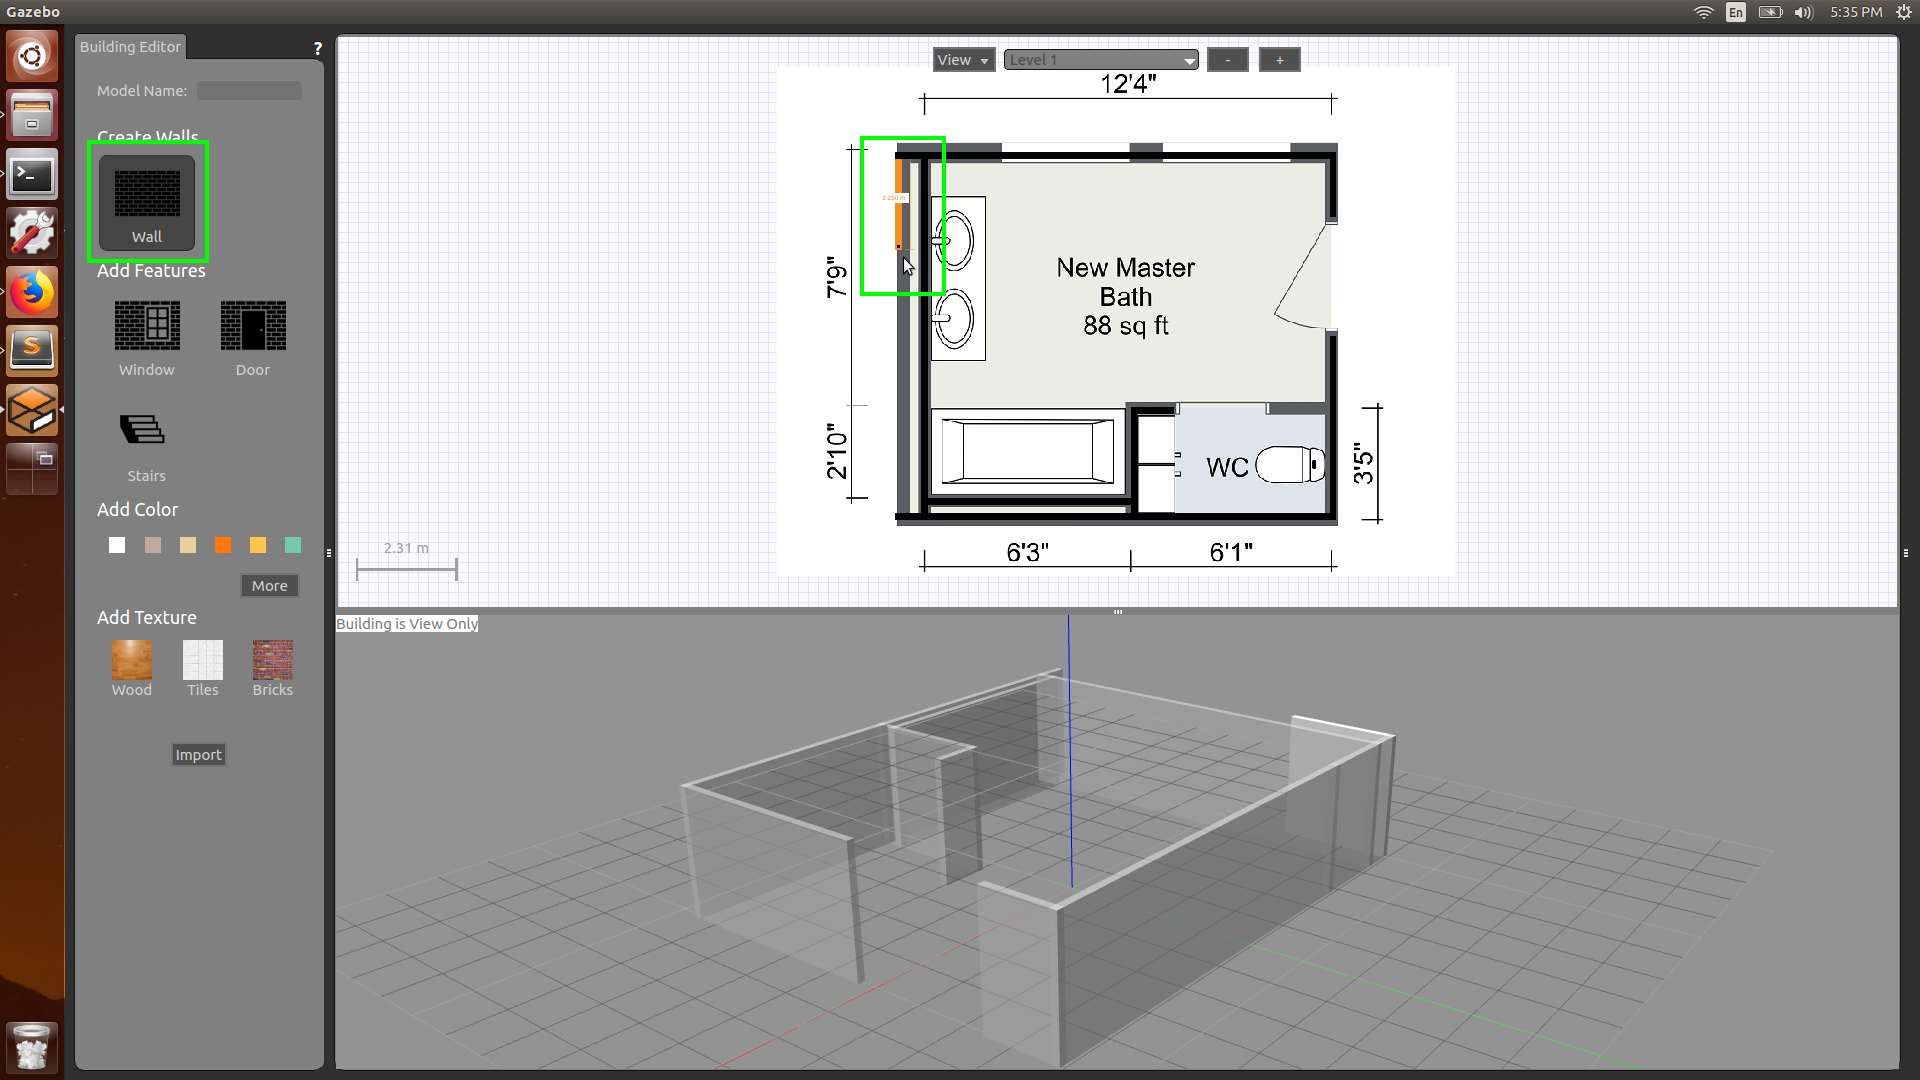 Gazebo
En
5:35 PM
Building Editor
?
Model Name:
Create Walls
Wall
Add Features
Window
Door
Stairs
Add Color
More
Add Texture
Wood
Tiles
Bricks
Import
View
Level 1
-
+
12'4"
2.250 m
7'9"
New Master
Bath
88 sq ft
2'10"
WC
3'5"
2.31 m
6'3"
6'1"
Building is View Only